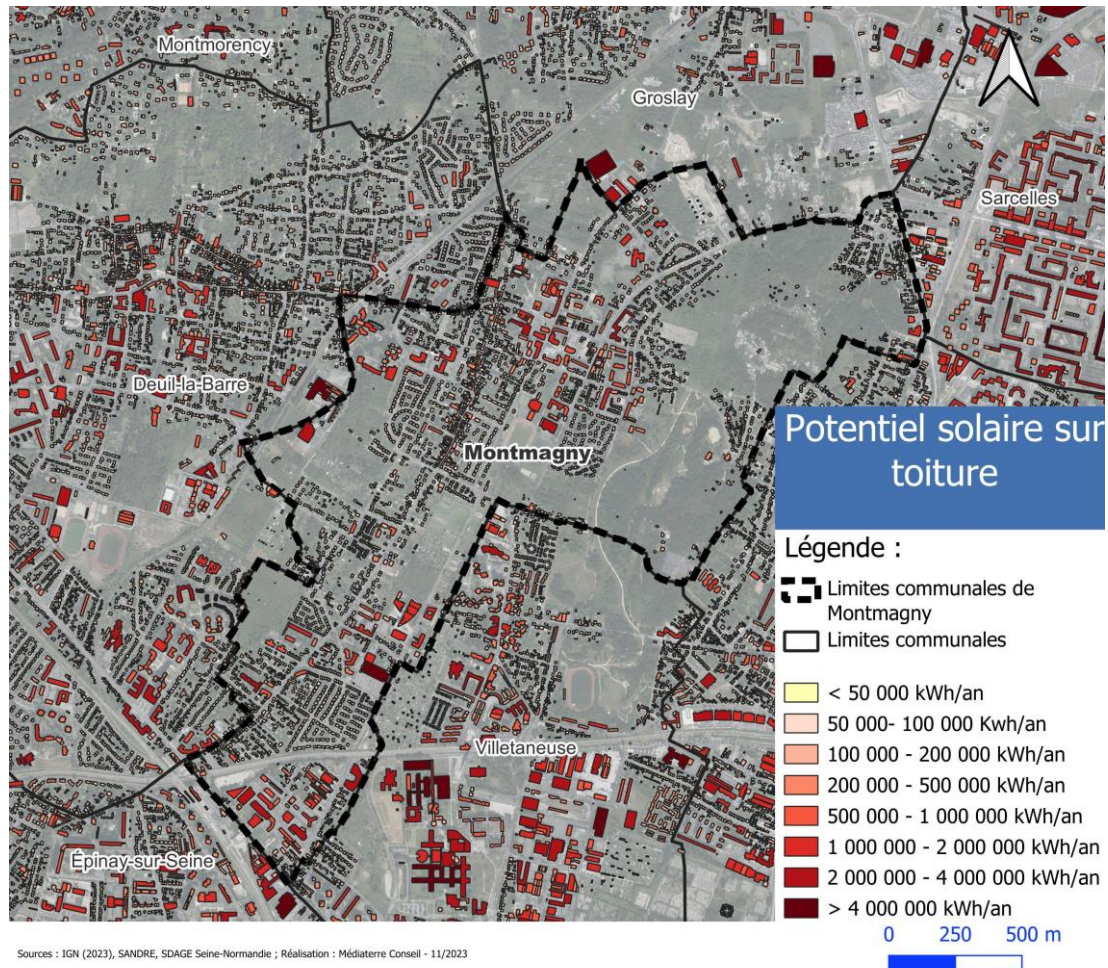 Montmorency
Groslay
Sarcelles
Deuil-la-Barre
Montmagny
Villetaneuse
Épinay-sur-Seine
Potentiel solaire sur
toiture
Légende :
Limites communales de
Montmagny
Limites communales
< 50 000 kWh/an
50 000- 100 000 Kwh/an
100 000 - 200 000 kWh/an
200 000 - 500 000 kWh/an
500 000 - 1 000 000 kWh/an
1 000 000 - 2 000 000 kWh/an
2 000 000 - 4 000 000 kWh/an
> 4 000 000 kWh/an
0 250 500 m
Sources : IGN (2023), SANDRE, SDAGE Seine-Normandie ; Réalisation : Médiaterre Conseil - 11/2023